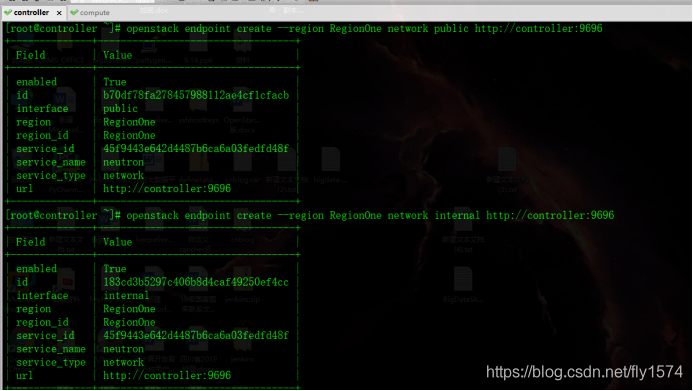 controller × compute
[root@controller ~]# openstack endpoint create --region RegionOne network public http://controller:9696
| Field | Value |
| enabled | True |
| id | b70df78fa278457988112ae4cf1cfacb |
| interface | public |
| region | RegionOne |
| region_id | RegionOne |
| service_id | 45f9443e642d4487b6ca6a03fedfd48f |
| service_name | neutron |
| service_type | network |
| url | http://controller:9696 |
[root@controller ~]# openstack endpoint create --region RegionOne network internal http://controller:9696
| Field | Value |
| enabled | True |
| id | 183cd3b5297c406b8d4caf49250ef4cc |
| interface | internal |
| region | RegionOne |
| region_id | RegionOne |
| service_id | 45f9443e642d4487b6ca6a03fedfd48f |
| service_name | neutron |
| service_type | network |
| url | http://controller:9696 |
https://blog.csdn.net/fly1574